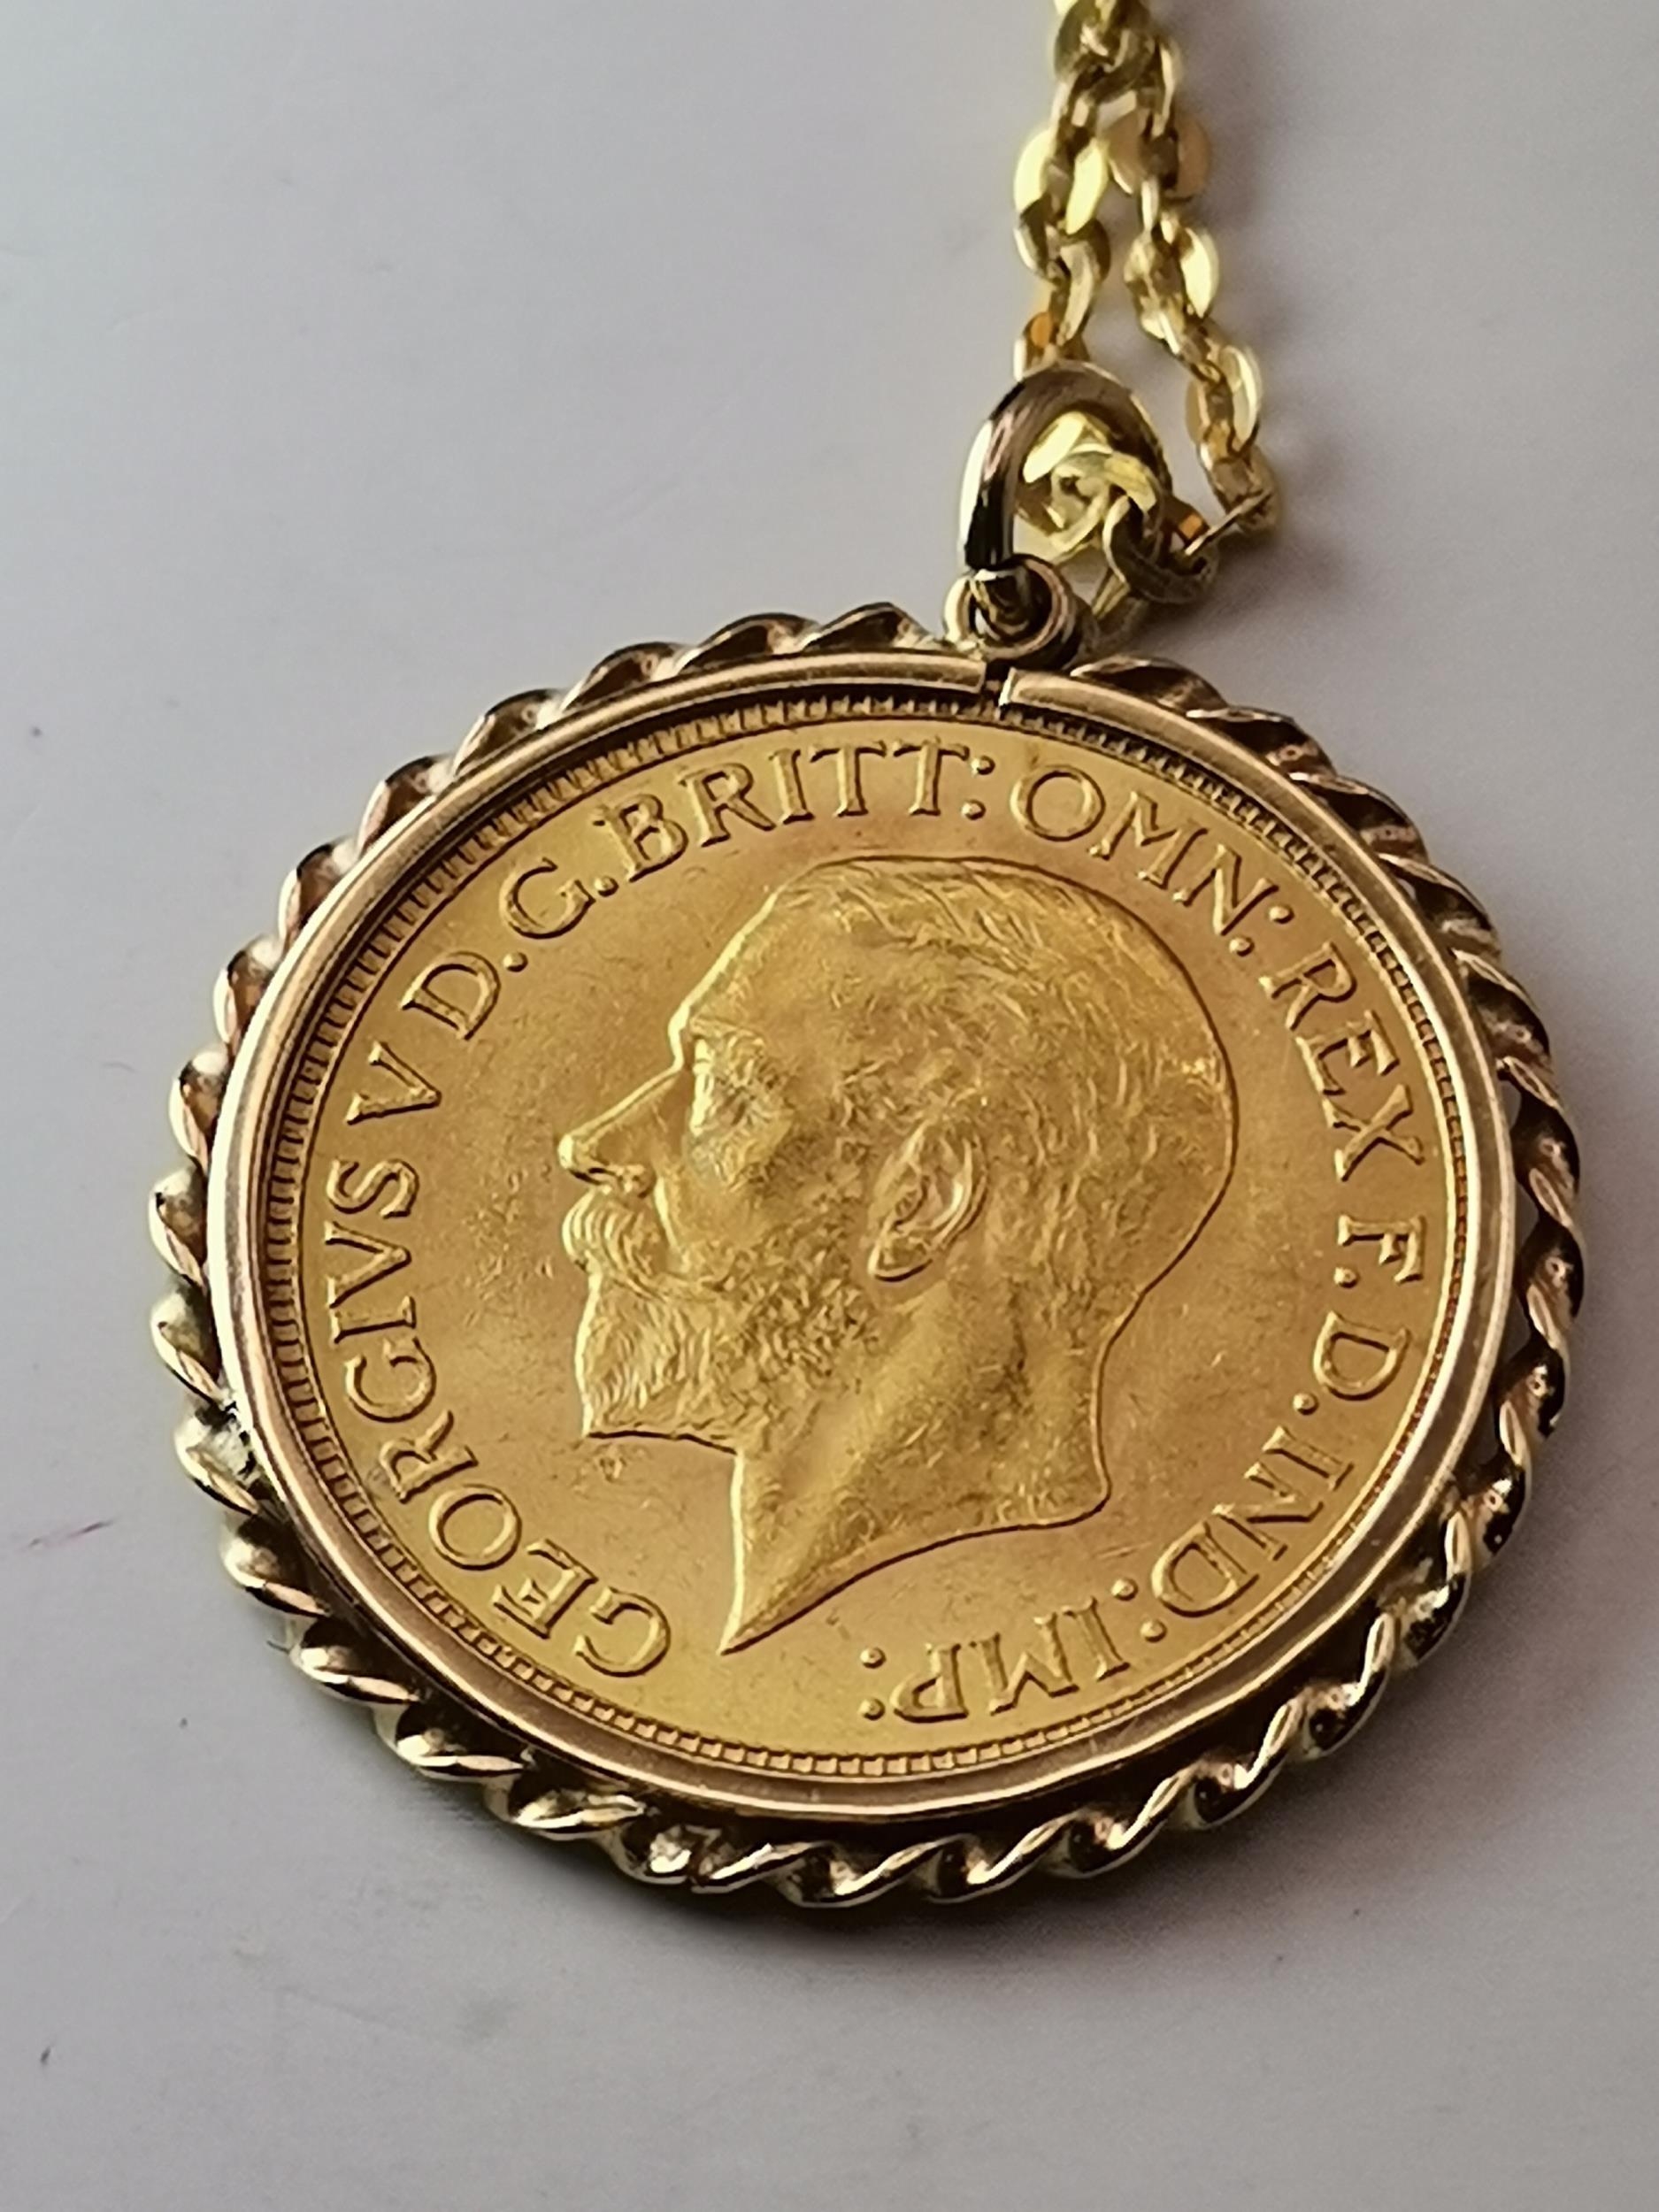 GEORGIVS V D.G.BRITT: OMN: REX F.D.IND:IMP: